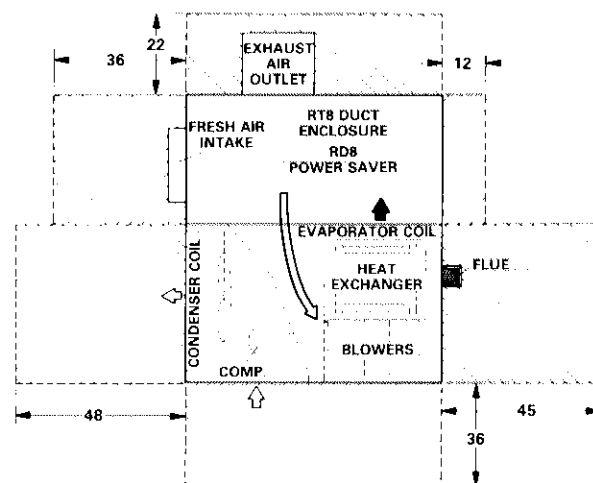 22
36
EXHAUST
AIR
OUTLET
12
FRESH AIR
INTAKE
RT8 DUCT
ENCLOSURE
RD8
POWER SAVER
EVAPORATOR COIL
CONDENSER COIL
HEAT
EXCHANGER
FLUE
BLOWERS
COMP.
48
45
36